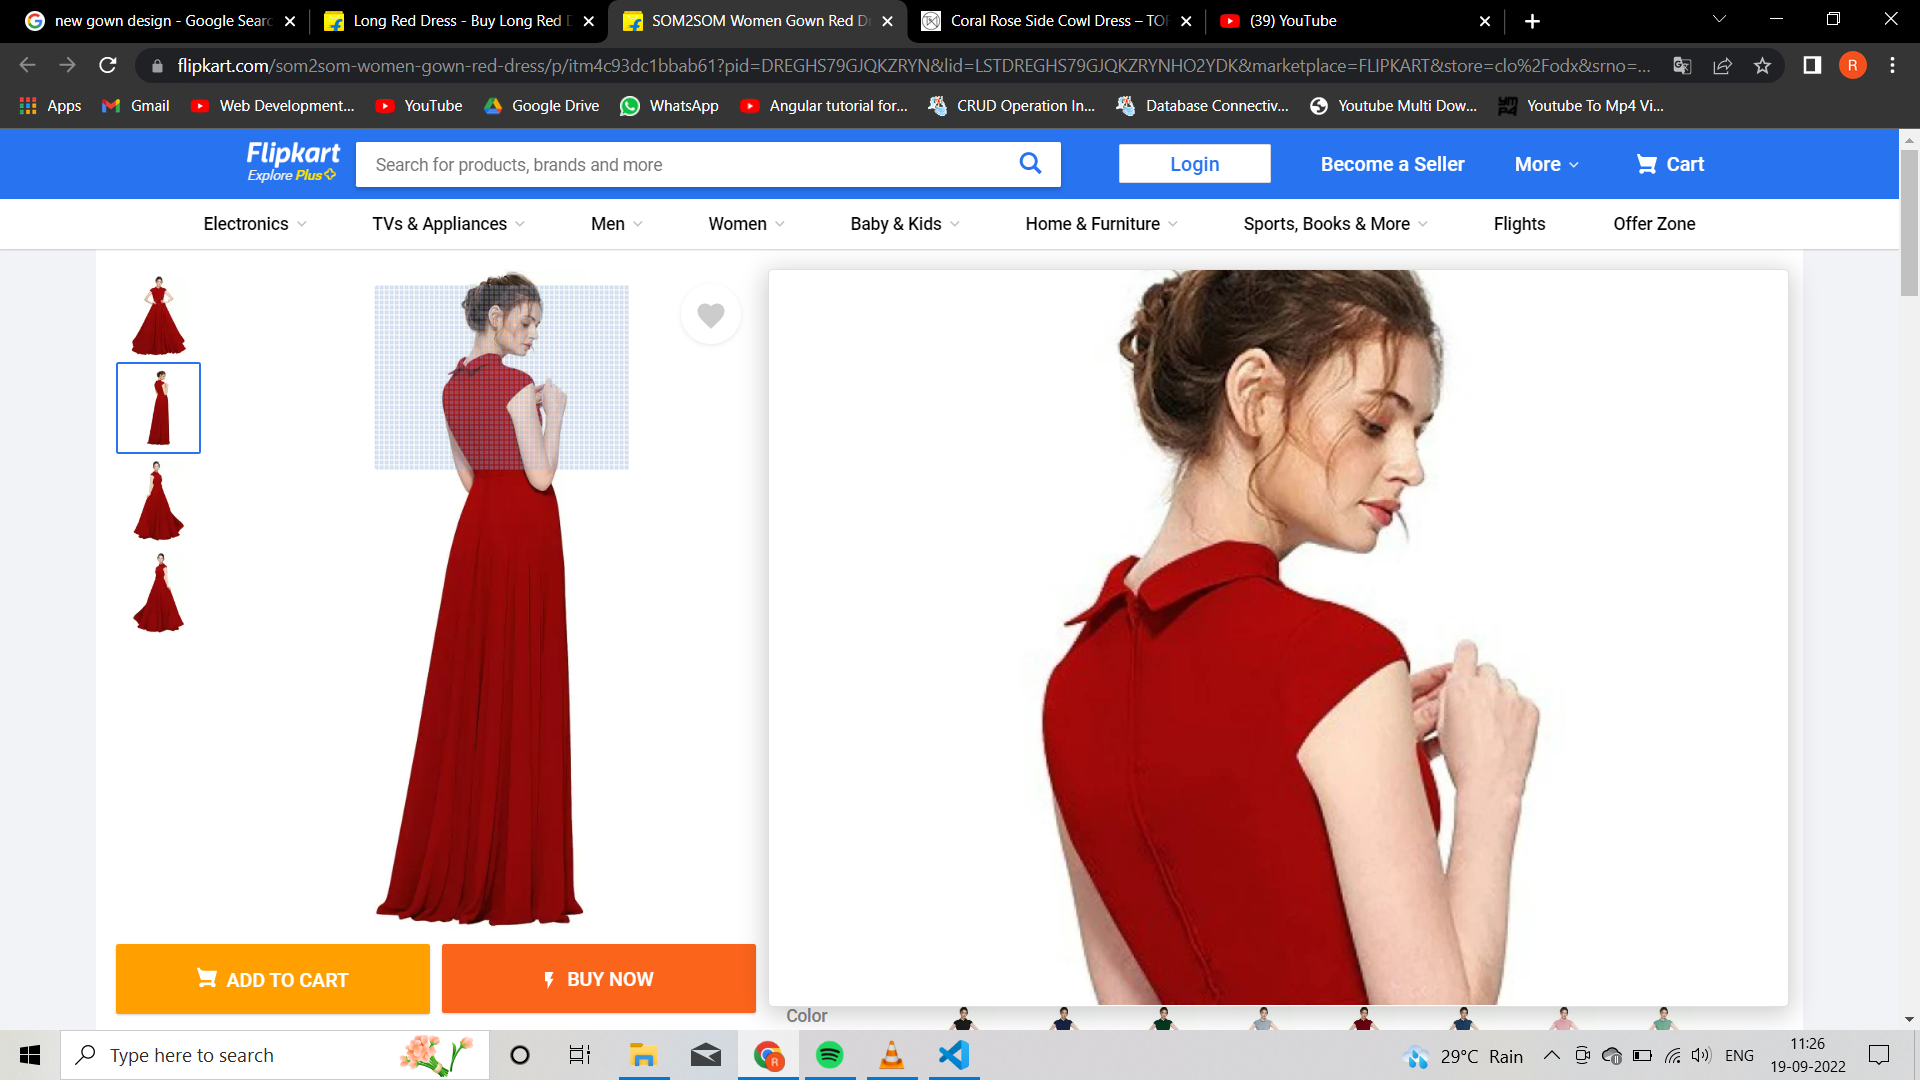 new gown design - Google Searc
Long Red Dress - Buy Long Red D
SOM2SOM Women Gown Red Dr
Coral Rose Side Cowl Dress – TOP
(39) YouTube
flipkart.com/som2som-women-gown-red-dress/p/itm4c93dc1bbab61?pid=DREGHS79GJQKZRYN&lid=LSTDREGHS79GJQKZRYNHO2YDK&marketplace=FLIPKART&store=clo%2Fodx&srno=...
R
Apps
Gmail
Web Development...
YouTube
Google Drive
WhatsApp
Angular tutorial for...
CRUD Operation In...
Database Connectiv...
Youtube Multi Dow...
Youtube To Mp4 Vi...
Flipkart
Explore Plus
Search for products, brands and more
Login
Become a Seller
More
Cart
Electronics
TVs & Appliances
Men
Women
Baby & Kids
Home & Furniture
Sports, Books & More
Flights
Offer Zone
ADD TO CART
BUY NOW
Color
Type here to search
R
29°C Rain
ENG
11:26
19-09-2022